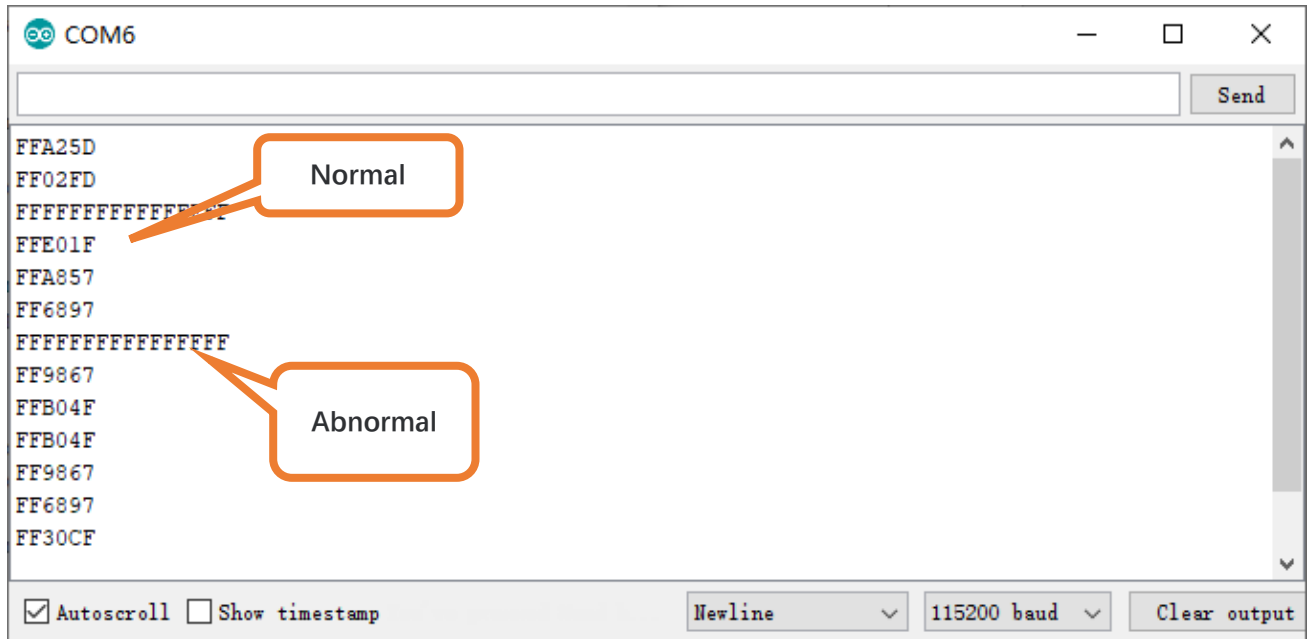 COM6
Send
FFA25D
FF02FD
FFFFFFFFFFFFFFFF
FFE01F
FFA857
FF6897
FFFFFFFFFFFFFFFF
FF9867
FFB04F
FFB04F
FF9867
FF6897
FF30CF
Normal
Abnormal
Autoscroll Show timestamp Newline 115200 baud Clear output